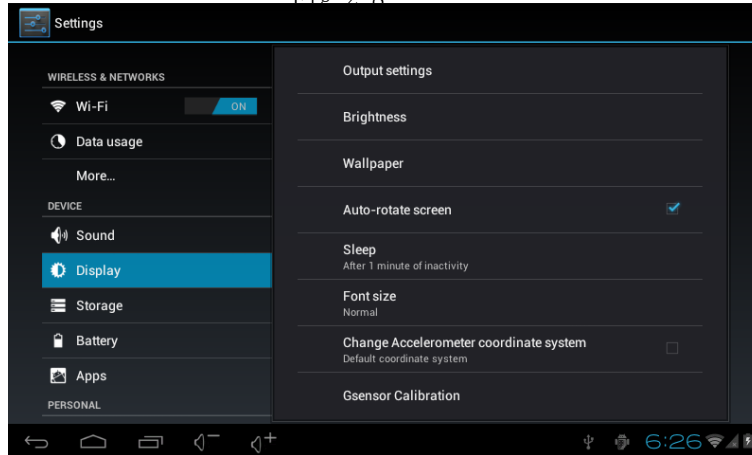 Settings
WIRELESS & NETWORKS
Wi-Fi
ON
Data usage
More...
DEVICE
Sound
Display
Storage
Battery
Apps
PERSONAL
Output settings
Brightness
Wallpaper
Auto-rotate screen
Sleep
After 1 minute of inactivity
Font size
Normal
Change Accelerometer coordinate system
Default coordinate system
Gsensor Calibration
6:26